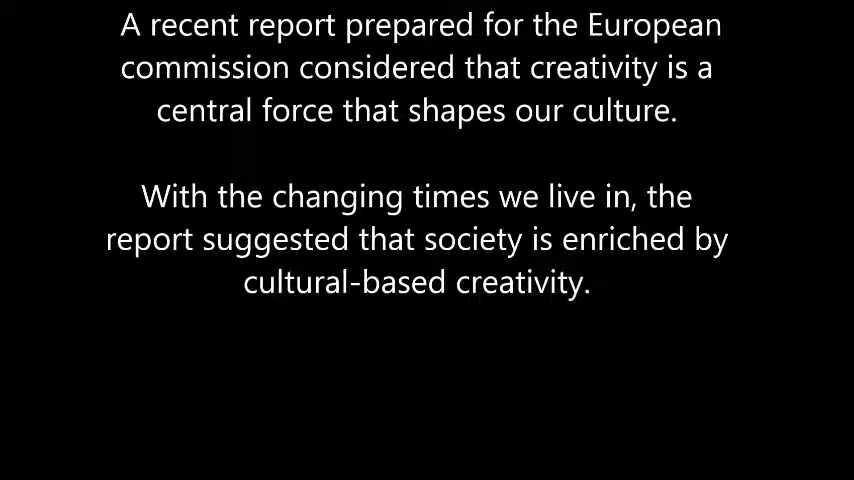 A recent report prepared for the European
commission considered that creativity is a
central force that shapes our culture.
With the changing times we live in, the
report suggested that society is enriched by
cultural-based creativity.